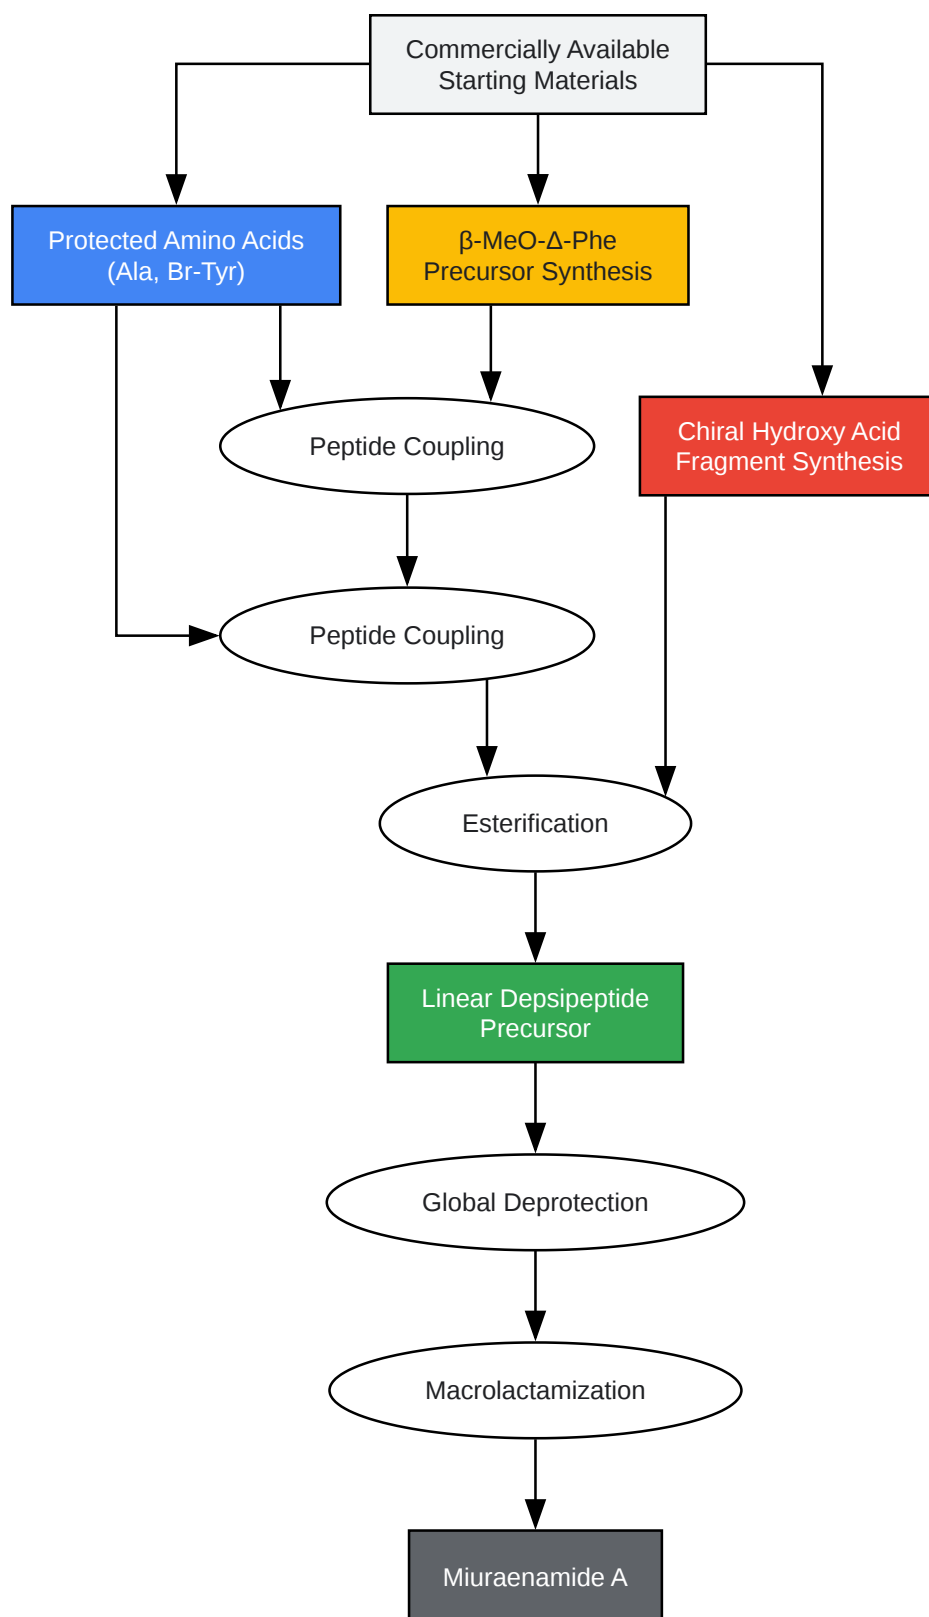 Commercially Available
Starting Materials
Protected Amino Acids
(Ala, Br-Tyr)
β-MeO-Δ-Phe
Precursor Synthesis
Chiral Hydroxy Acid
Fragment Synthesis
Peptide Coupling
Peptide Coupling
Esterification
Linear Depsipeptide
Precursor
Global Deprotection
Macrolactamization
Miuraenamide A